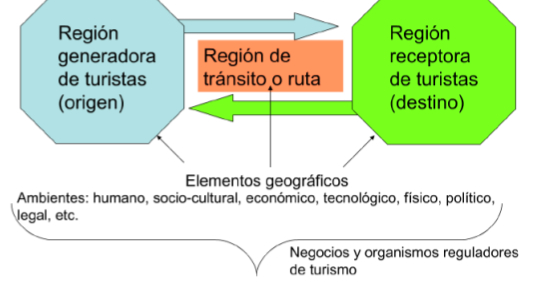 Región
generadora
de turistas
(origen)
Región de
tránsito o ruta
Región
receptora
de turistas
(destino)
Elementos geográficos
Ambientes: humano, socio-cultural, económico, tecnológico, físico, político,
legal, etc.
Negocios y organismos reguladores
de turismo